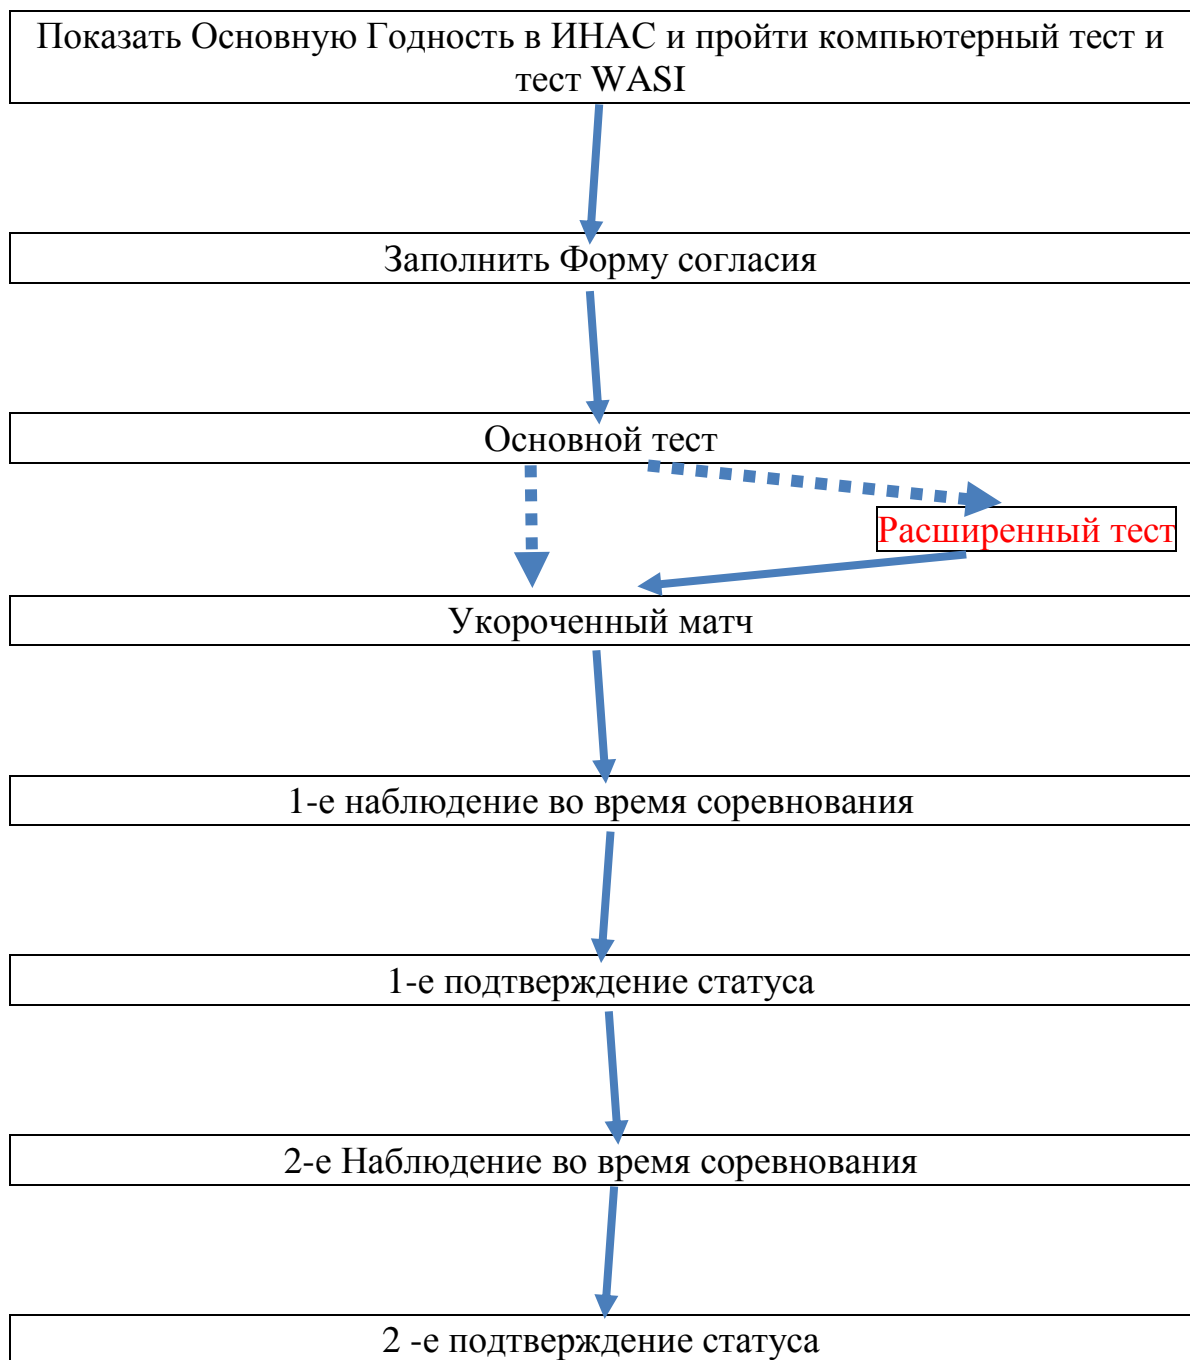 Показать Основную Годность в ИНАС и пройти компьютерный тест и
тест WASI
Заполнить Форму согласия
Основной тест
Расширенный тест
Укороченный матч
1-е наблюдение во время соревнования
1-е подтверждение статуса
2-е Наблюдение во время соревнования
2 -е подтверждение статуса